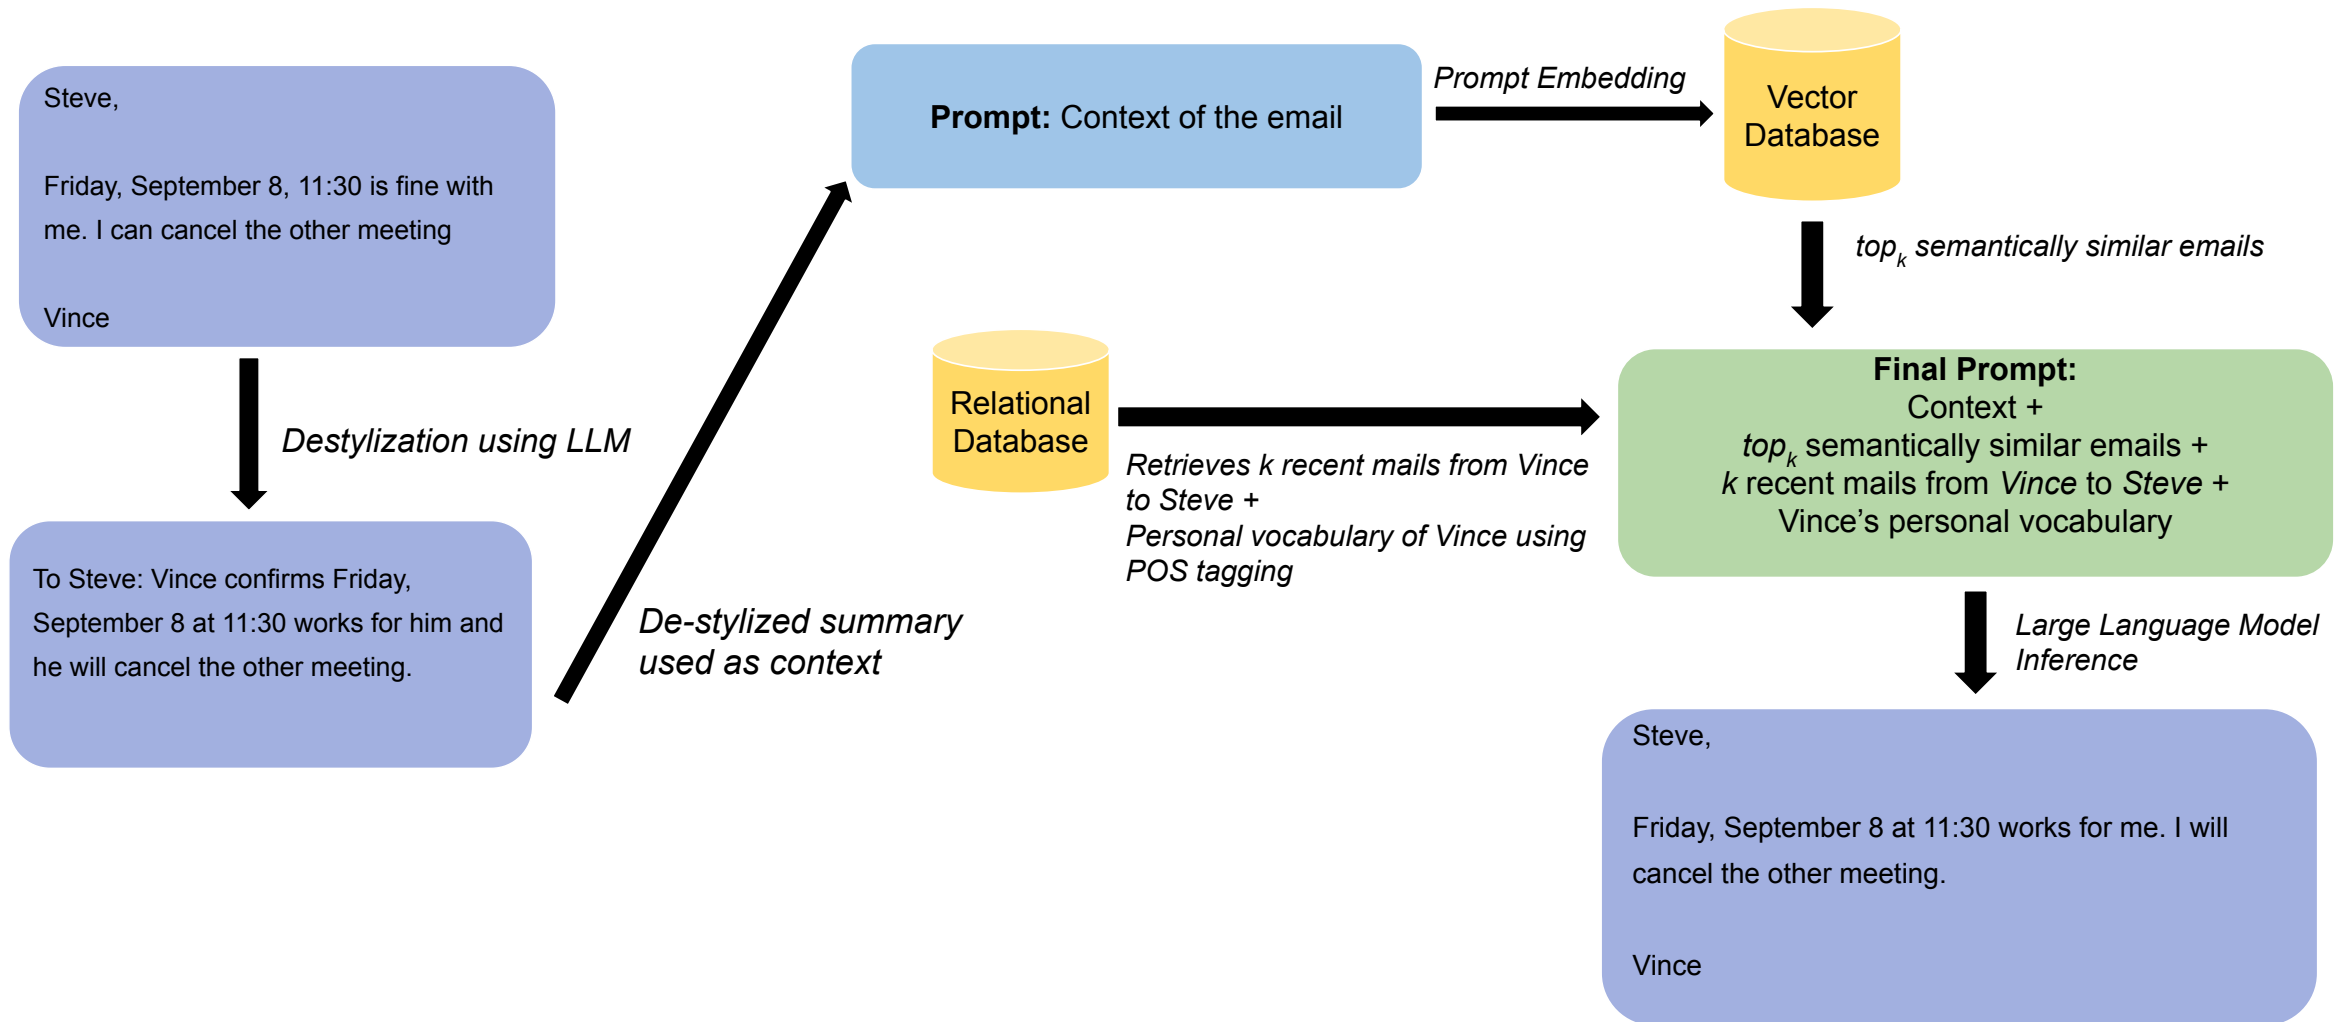 Steve,
Friday, September 8, 11:30 is fine with
me. I can cancel the other meeting
Vince
Destylization using LLM
To Steve: Vince confirms Friday,
September 8 at 11:30 works for him and
he will cancel the other meeting.
De-stylized summary
used as context
Prompt: Context of the email
Prompt Embedding
Vector
Database
top_k semantically similar emails
Relational
Database
Retrieves k recent mails from Vince
to Steve +
Personal vocabulary of Vince using
POS tagging
Final Prompt:
Context +
top_k semantically similar emails +
k recent mails from Vince to Steve +
Vince's personal vocabulary
Large Language Model
Inference
Steve,
Friday, September 8 at 11:30 works for me. I will
cancel the other meeting.
Vince